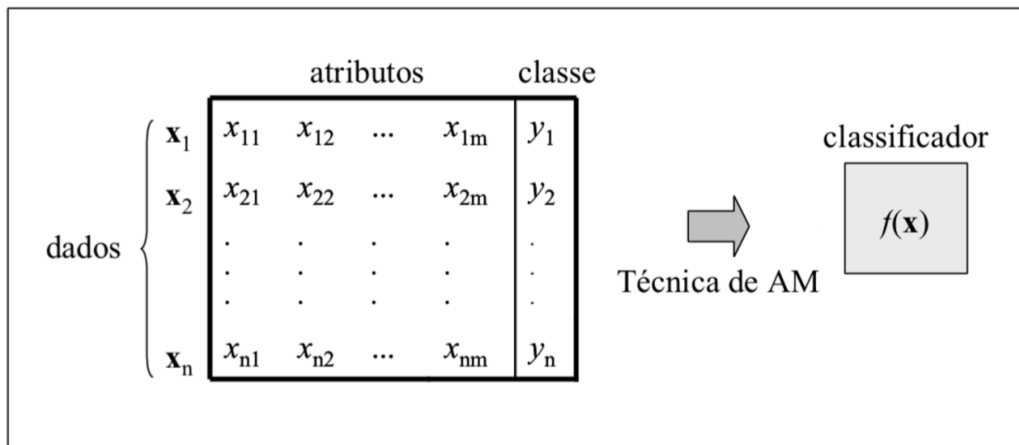 atributos classe
x₁ x₁₁ x₁₂ ... x₁ₘ y₁
classificador
x₂ x₂₁ x₂₂ ... x₂ₘ y₂
f(x)
dados . . . . .
. . . . .
Técnica de AM
. . . . .
xₙ xₙ₁ xₙ₂ ... xₙₘ yₙ